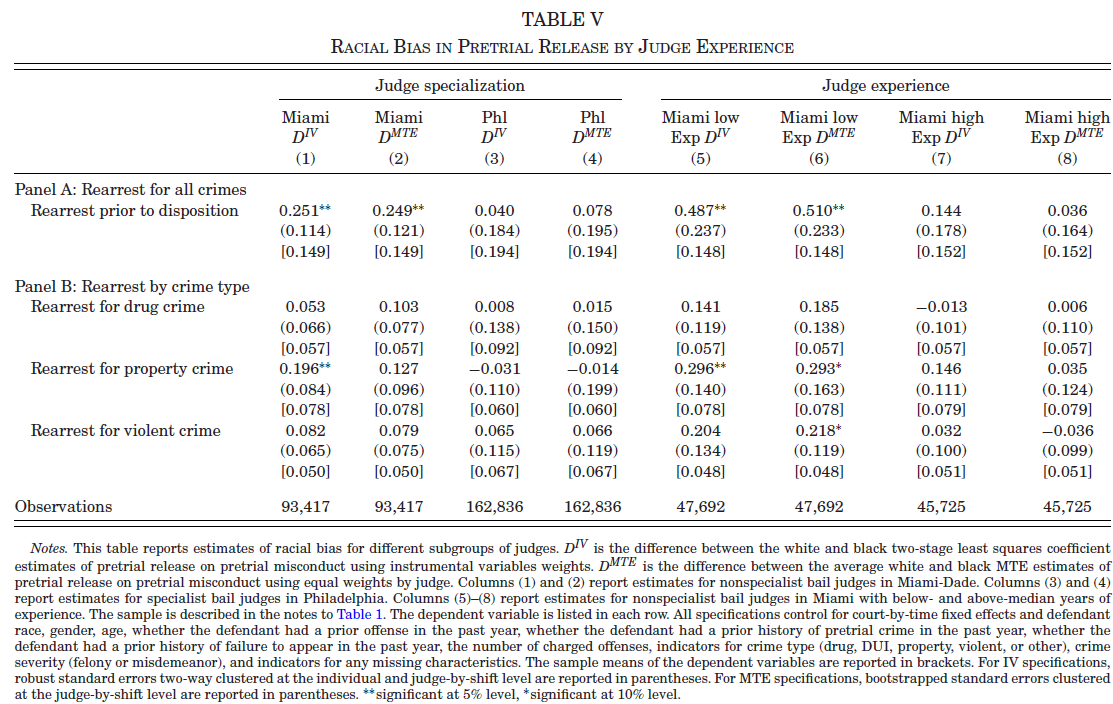 TABLE V
RACIAL BIAS IN PRETRIAL RELEASE BY JUDGE EXPERIENCE
Judge specialization Judge experience
Miami Miami Phl Phl Miami low Miami low Miami high Miami high
D^IV D^MTE D^IV D^MTE Exp D^IV Exp D^MTE Exp D^IV Exp D^MTE
(1) (2) (3) (4) (5) (6) (7) (8)
Panel A: Rearrest for all crimes
Rearrest prior to disposition 0.251** 0.249** 0.040 0.078 0.487** 0.510** 0.144 0.036
(0.114) (0.121) (0.184) (0.195) (0.237) (0.233) (0.178) (0.164)
[0.149] [0.149] [0.194] [0.194] [0.148] [0.148] [0.152] [0.152]
Panel B: Rearrest by crime type
Rearrest for drug crime 0.053 0.103 0.008 0.015 0.141 0.185 −0.013 0.006
(0.066) (0.077) (0.138) (0.150) (0.119) (0.138) (0.101) (0.110)
[0.057] [0.057] [0.092] [0.092] [0.057] [0.057] [0.057] [0.057]
Rearrest for property crime 0.196** 0.127 −0.031 −0.014 0.296** 0.293* 0.146 0.035
(0.084) (0.096) (0.110) (0.199) (0.140) (0.163) (0.111) (0.124)
[0.078] [0.078] [0.060] [0.060] [0.078] [0.078] [0.079] [0.079]
Rearrest for violent crime 0.082 0.079 0.065 0.066 0.204 0.218* 0.032 −0.036
(0.065) (0.075) (0.115) (0.119) (0.134) (0.119) (0.100) (0.099)
[0.050] [0.050] [0.067] [0.067] [0.048] [0.048] [0.051] [0.051]
Observations 93,417 93,417 162,836 162,836 47,692 47,692 45,725 45,725
Notes. This table reports estimates of racial bias for different subgroups of judges. D^IV is the difference between the white and black two-stage least squares coefficient
estimates of pretrial release on pretrial misconduct using instrumental variables weights. D^MTE is the difference between the average white and black MTE estimates of
pretrial release on pretrial misconduct using equal weights by judge. Columns (1) and (2) report estimates for nonspecialist bail judges in Miami-Dade. Columns (3) and (4)
report estimates for specialist bail judges in Philadelphia. Columns (5)–(8) report estimates for nonspecialist bail judges in Miami with below- and above-median years of
experience. The sample is described in the notes to Table 1. The dependent variable is listed in each row. All specifications control for court-by-time fixed effects and defendant
race, gender, age, whether the defendant had a prior offense in the past year, whether the defendant had a prior history of pretrial crime in the past year, whether the
defendant had a prior history of failure to appear in the past year, the number of charged offenses, indicators for crime type (drug, DUI, property, violent, or other), crime
severity (felony or misdemeanor), and indicators for any missing characteristics. The sample means of the dependent variables are reported in brackets. For IV specifications,
robust standard errors two-way clustered at the individual and judge-by-shift level are reported in parentheses. For MTE specifications, bootstrapped standard errors clustered
at the judge-by-shift level are reported in parentheses. **significant at 5% level, *significant at 10% level.